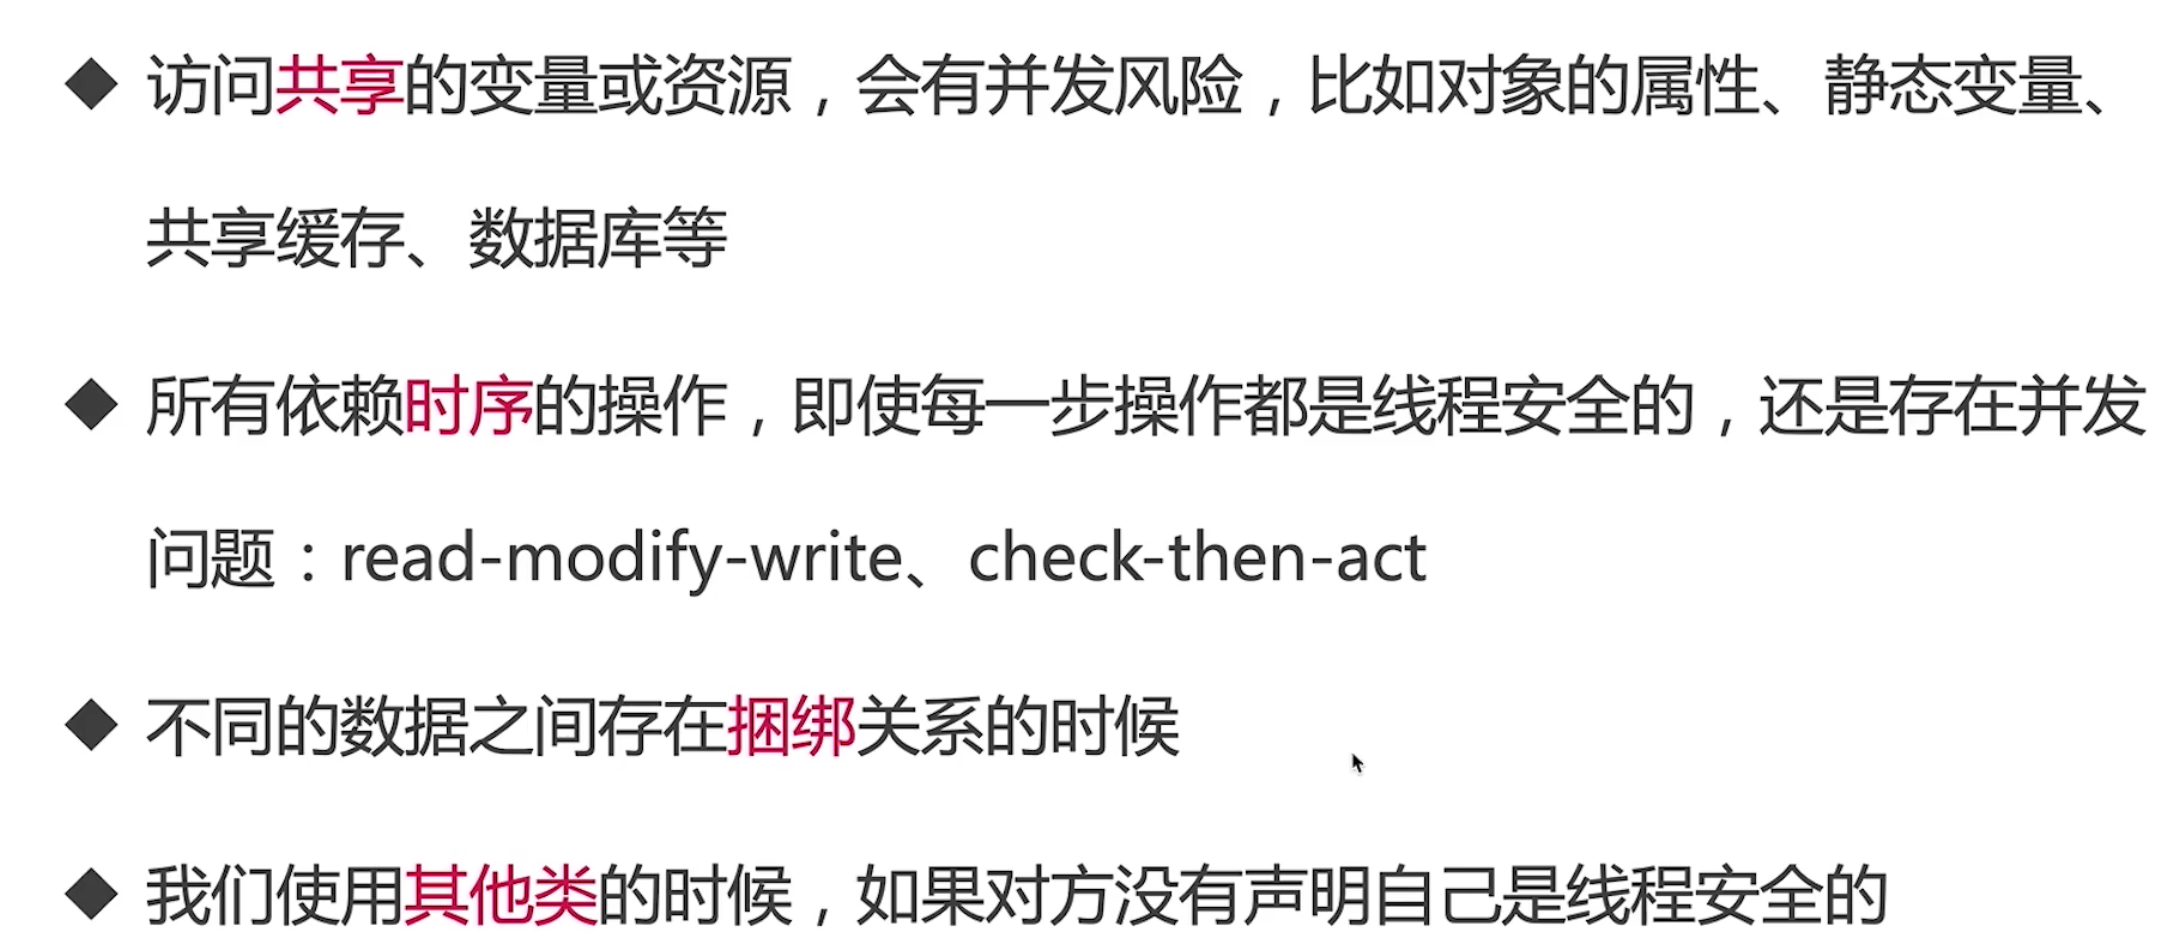 ◆ 访问共享的变量或资源，会有并发风险，比如对象的属性、静态变量、
共享缓存、数据库等
◆ 所有依赖时序的操作，即使每一步操作都是线程安全的，还是存在并发
问题：read-modify-write、check-then-act
◆ 不同的数据之间存在捆绑关系的时候
◆ 我们使用其他类的时候，如果对方没有声明自己是线程安全的